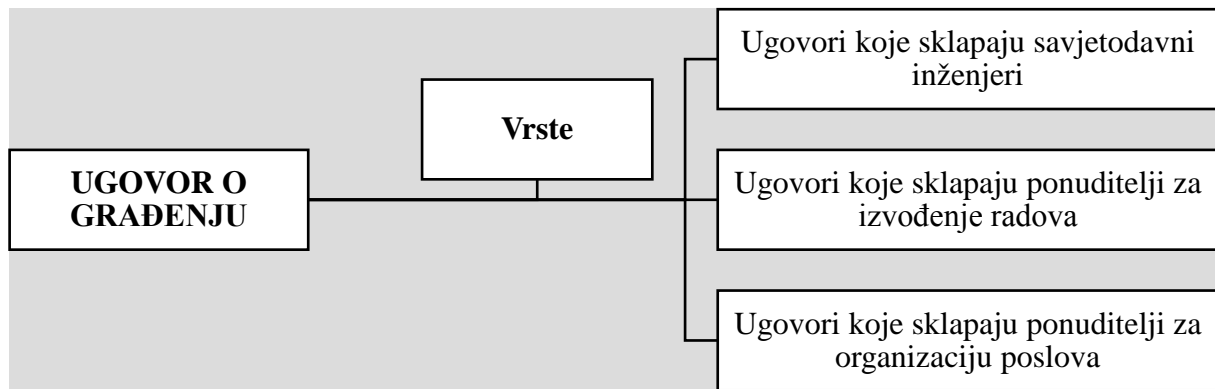 UGOVOR O
GRAĐENJU
Vrste
Ugovori koje sklapaju savjetodavni
inženjeri
Ugovori koje sklapaju ponuditelji za
izvođenje radova
Ugovori koje sklapaju ponuditelji za
organizaciju poslova